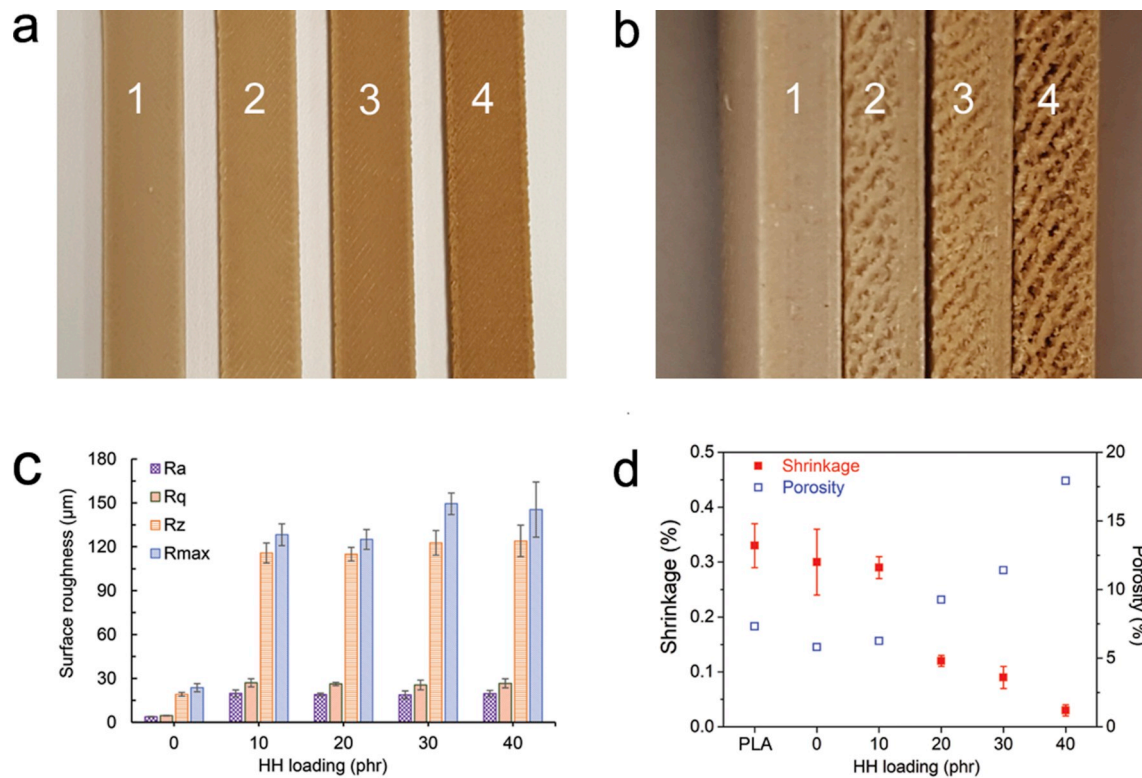 a
1 2 3 4
b
1 2 3 4
c
Surface roughness (μm)
180
150
120
90
60
30
0
Ra
Rq
Rz
Rmax
0 10 20 30 40
HH loading (phr)
d
Shrinkage (%)
0.5
0.4
0.3
0.2
0.1
0.0
Shrinkage
Porosity
20
15
10
5
0
Porosity (%)
PLA 0 10 20 30 40
HH loading (phr)